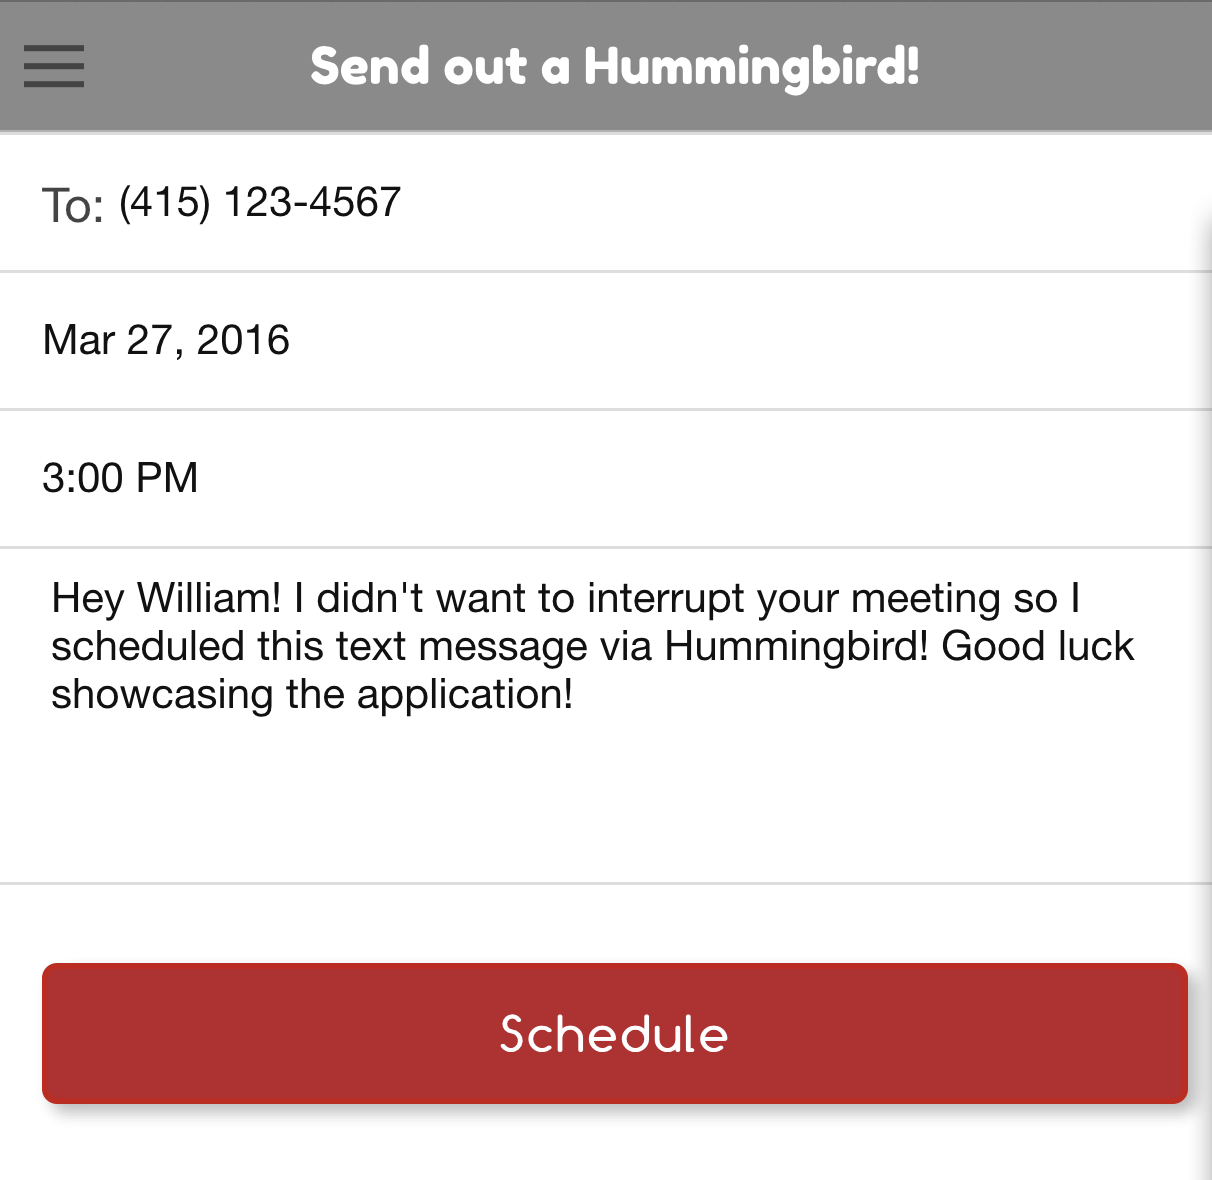 Send out a Hummingbird!
To: (415) 123-4567
Mar 27, 2016
3:00 PM
Hey William! I didn't want to interrupt your meeting so I
scheduled this text message via Hummingbird! Good luck
showcasing the application!
Schedule